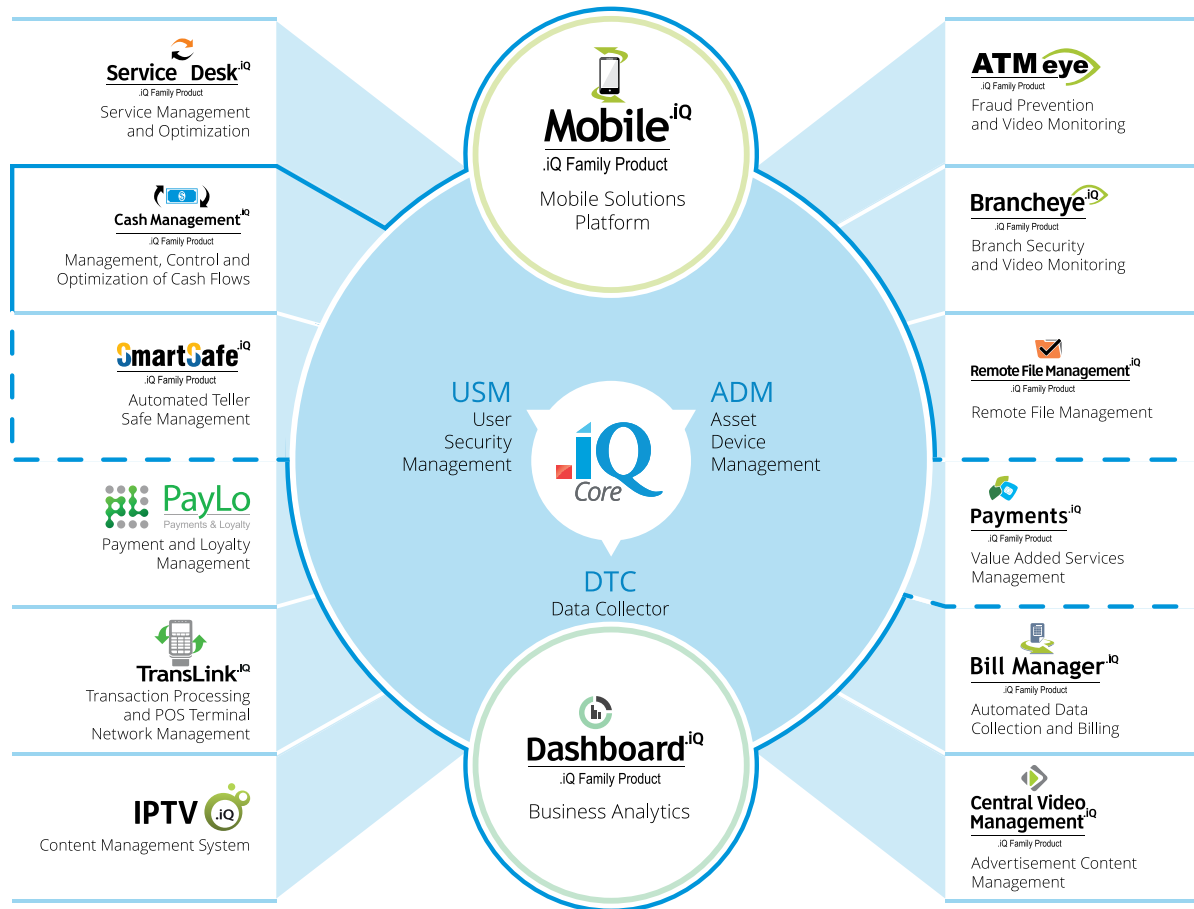 Service Desk.iQ
.iQ Family Product
Service Management
and Optimization
Cash Management.iQ
.iQ Family Product
Management, Control and
Optimization of Cash Flows
SmartSafe.iQ
.iQ Family Product
Automated Teller
Safe Management
PayLo
Payments & Loyalty
Payment and Loyalty
Management
TransLink.iQ
Transaction Processing
and POS Terminal
Network Management
IPTV .iQ
Content Management System
Mobile.iQ
.iQ Family Product
Mobile Solutions
Platform
USM
User
Security
Management
.iQ
Core
ADM
Asset
Device
Management
DTC
Data Collector
Dashboard.iQ
.iQ Family Product
Business Analytics
ATM eye
.iQ Family Product
Fraud Prevention
and Video Monitoring
Brancheye.iQ
.iQ Family Product
Branch Security
and Video Monitoring
Remote File Management.iQ
.iQ Family Product
Remote File Management
Payments.iQ
.iQ Family Product
Value Added Services
Management
Bill Manager.iQ
.iQ Family Product
Automated Data
Collection and Billing
Central Video
Management.iQ
.iQ Family Product
Advertisement Content
Management